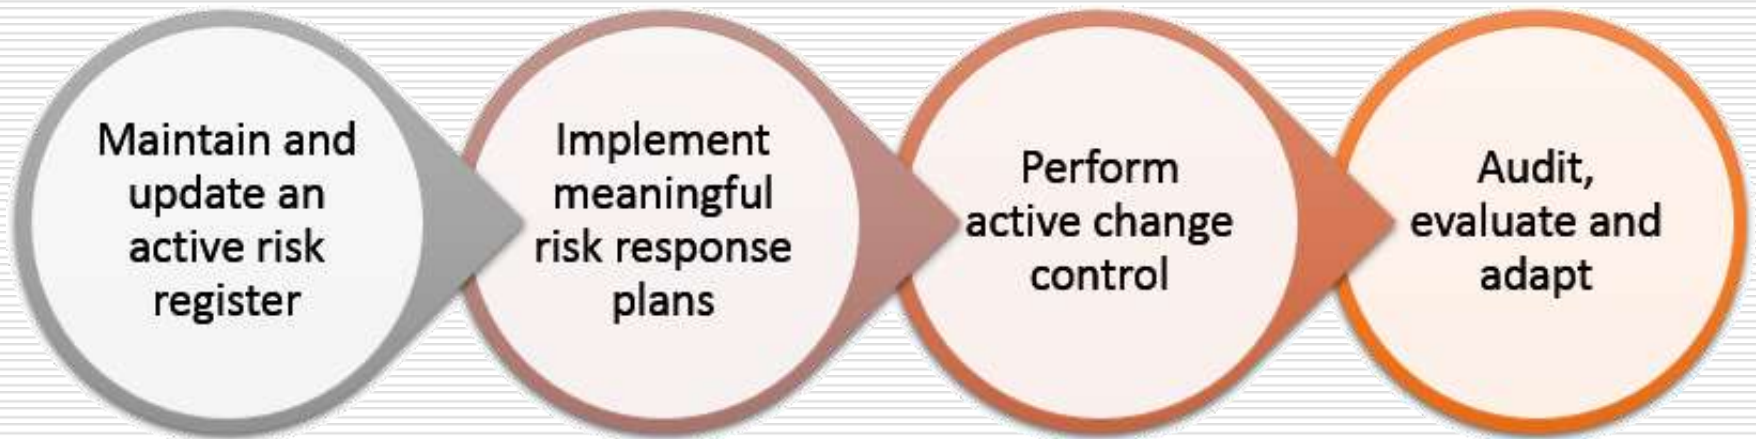 Maintain and
update an
active risk
register
Implement
meaningful
risk response
plans
Perform
active change
control
Audit,
evaluate and
adapt